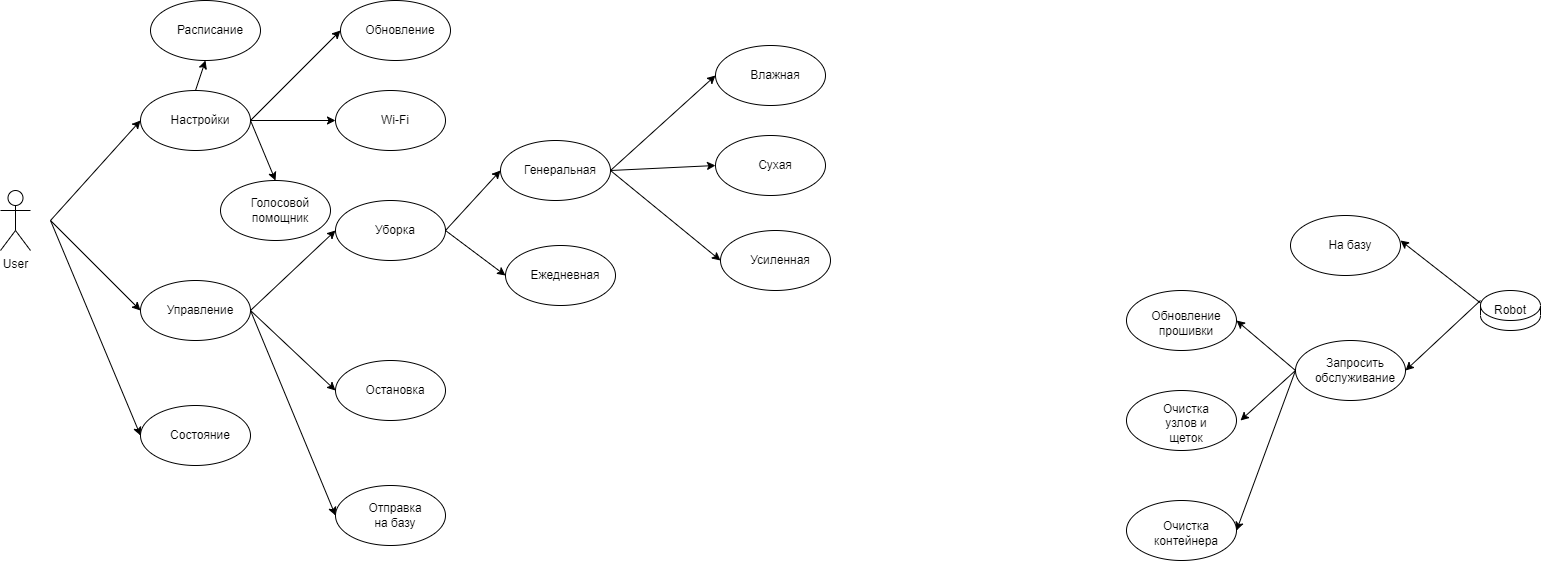 Расписание
Обновление
Настройки
Wi-Fi
Голосовой
помощник
User
Управление
Состояние
Уборка
Остановка
Отправка
на базу
Генеральная
Ежедневная
Влажная
Сухая
Усиленная
На базу
Robot
Обновление
прошивки
Запросить
обслуживание
Очистка
узлов и
щеток
Очистка
контейнера